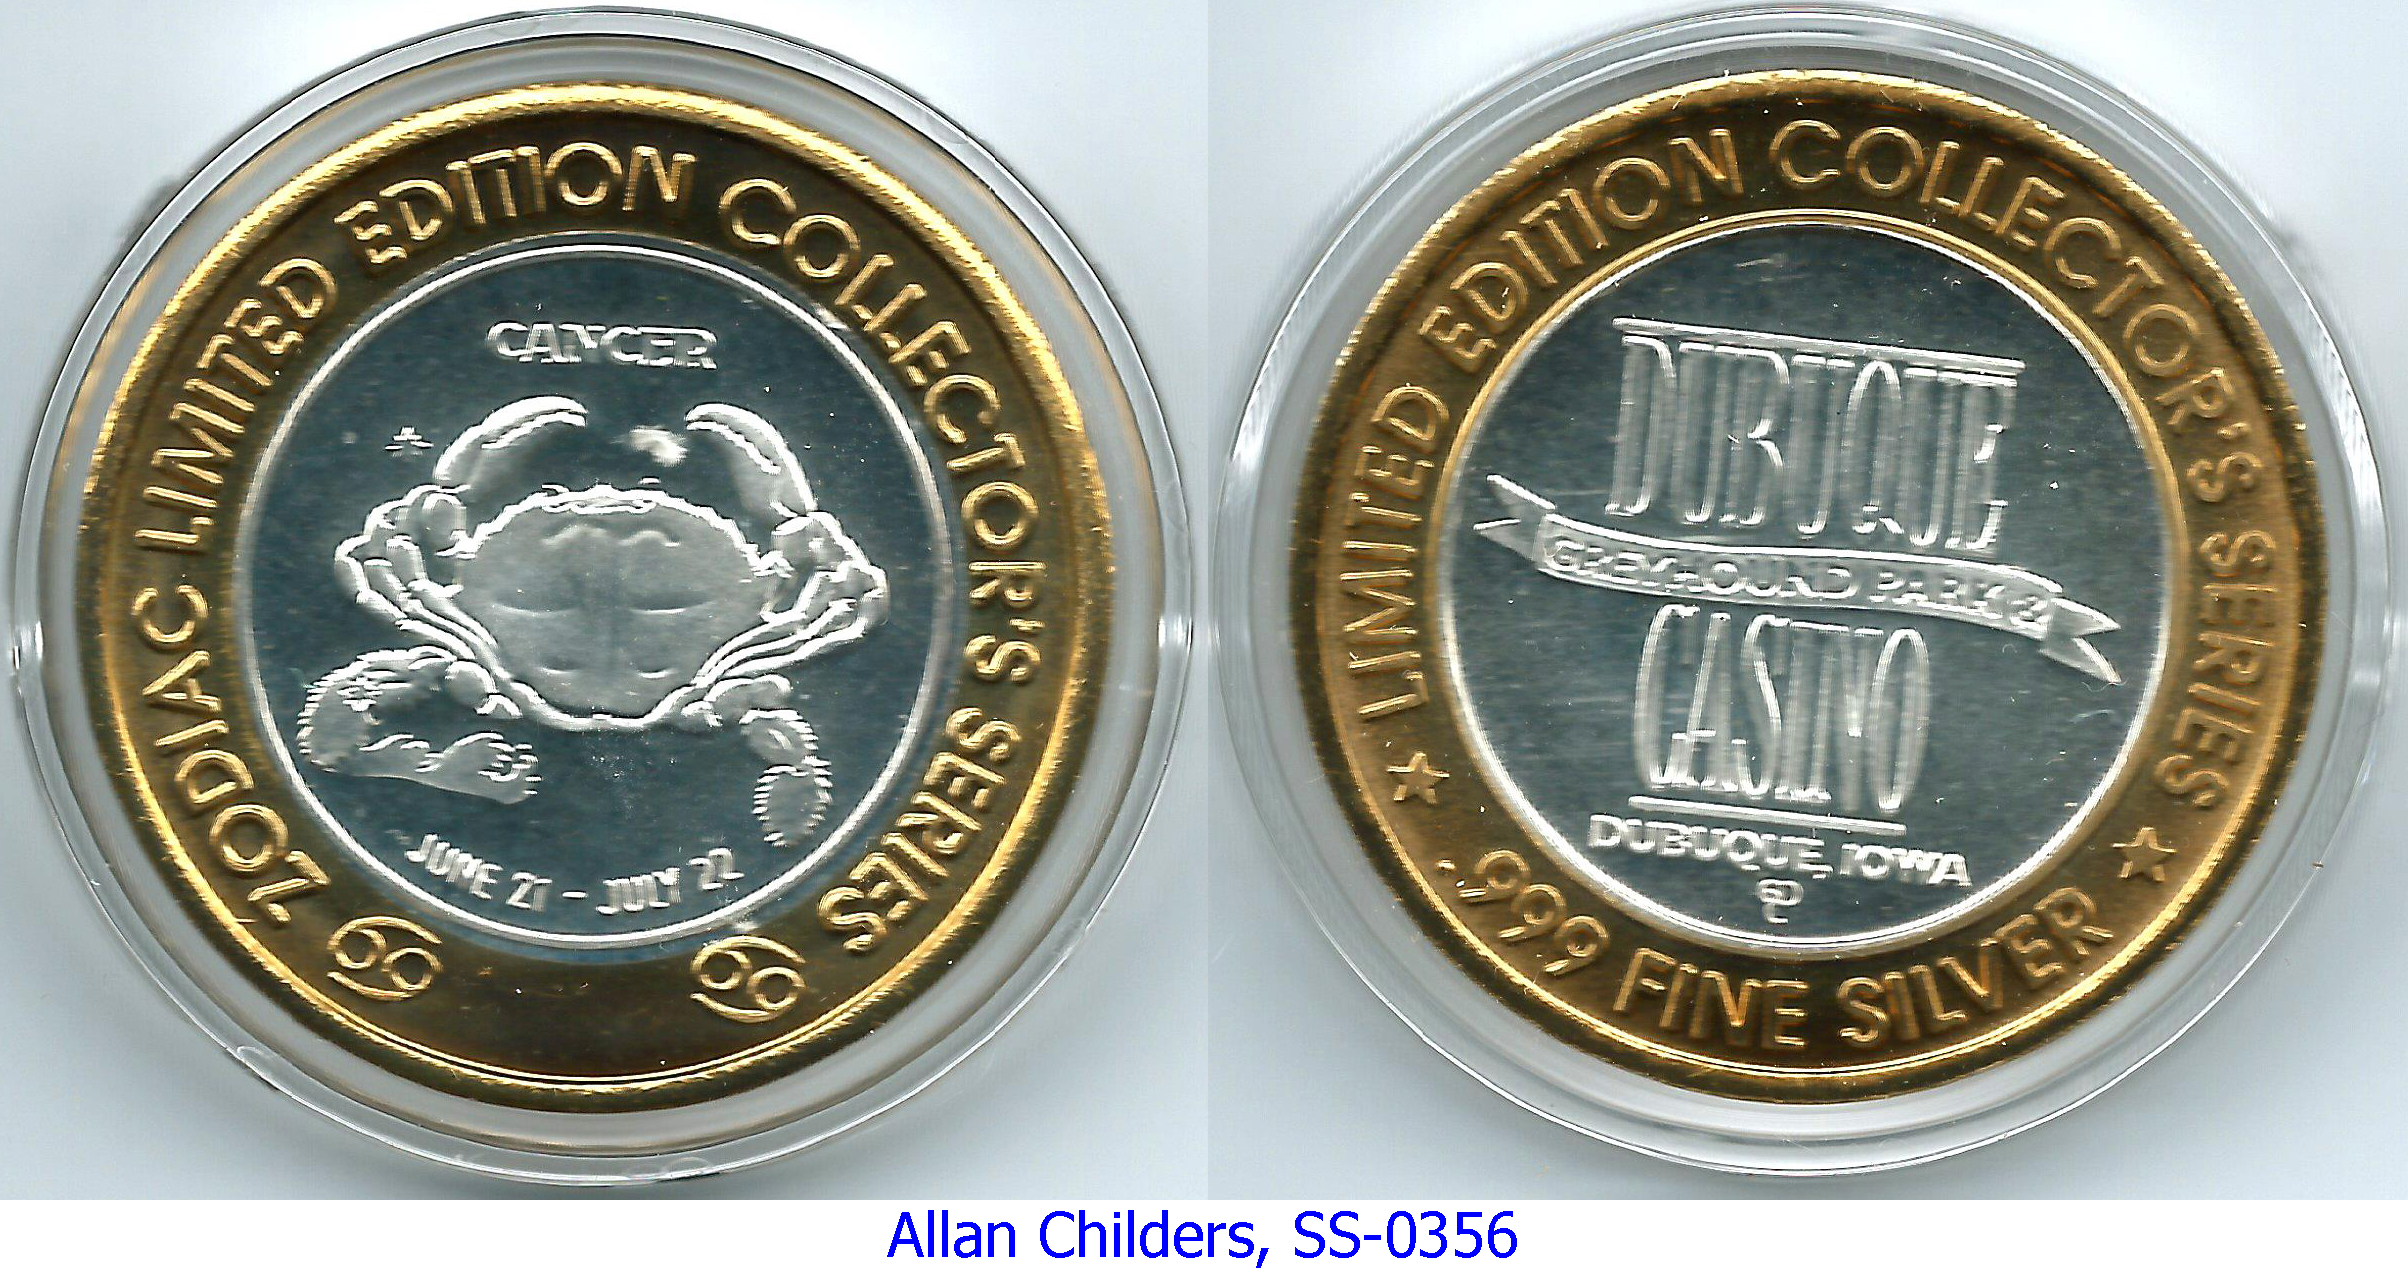 ZODIAC LIMITED EDITION COLLECTOR'S SERIES
CANCER
JUNE 21 - JULY 22
LIMITED EDITION COLLECTOR'S SERIES
DUBUQUE
GREYHOUND PARK &
CASINO
DUBUQUE, IOWA
.999 FINE SILVER
Allan Childers, SS-0356